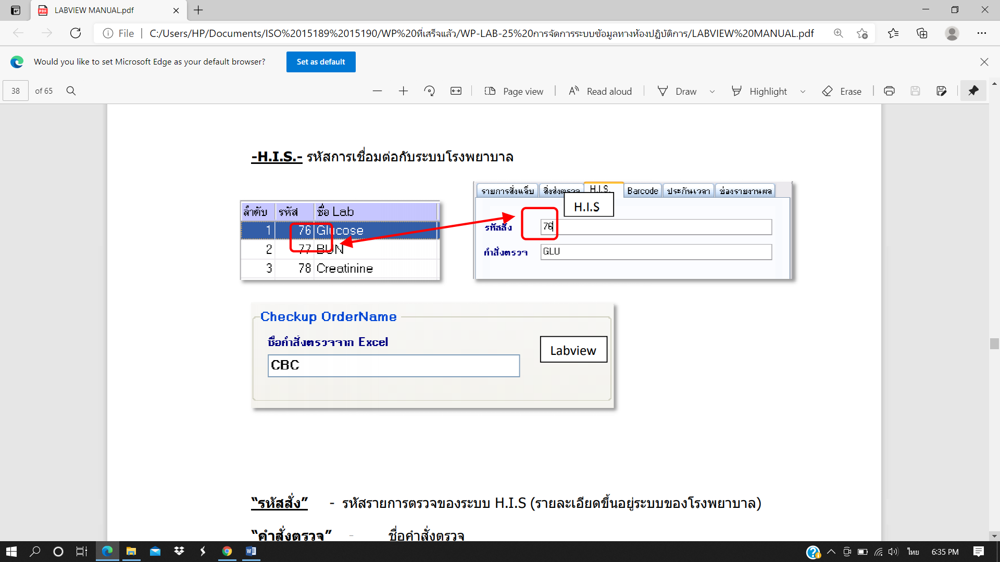 LABVIEW MANUAL.pdf
File | C:/Users/HP/Documents/ISO%2015189%2015190/WP%20ที่เสร็จแล้ว/WP-LAB-25%20การจัดการระบบข้อมูลทางห้องปฏิบัติการ/LABVIEW%20MANUAL.pdf
Would you like to set Microsoft Edge as your default browser? Set as default
38 of 65 Page view Read aloud Draw Highlight Erase
-H.I.S.- รหัสการเชื่อมต่อกับระบบโรงพยาบาล
ลำดับ รหัส ชื่อ Lab
1 76 Glucose
2 77 BUN
3 78 Creatinine
รายการสั่งแล็บ สิ่งส่งตรวจ H.I.S. Barcode ประกันเวลา ช่องรายงานผล
H.I.S
รหัสสั่ง 76
คำสั่งตรวจ GLU
Checkup OrderName
ชื่อคำสั่งตรวจจาก Excel
Labview
CBC
“รหัสสั่ง” - รหัสรายการตรวจของระบบ H.I.S (รายละเอียดขึ้นอยู่ระบบของโรงพยาบาล)
“คำสั่งตรวจ” - ชื่อคำสั่งตรวจ
ไทย 6:35 PM